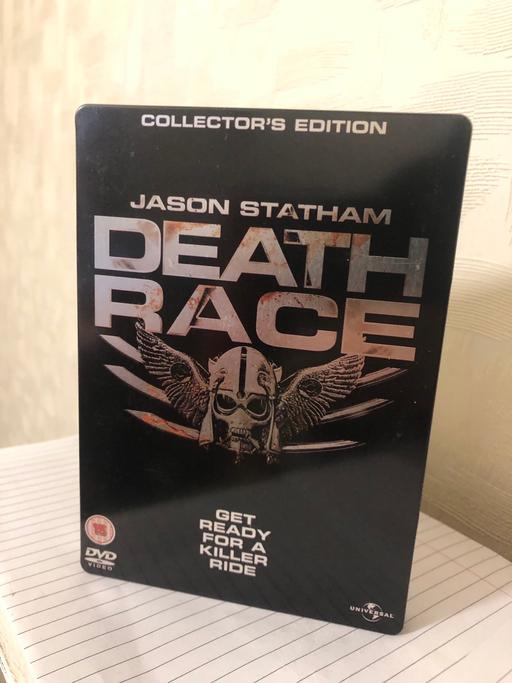 COLLECTOR'S EDITION
JASON STATHAM
DEATH
RACE
GET
READY
FOR A
KILLER
RIDE
15
DVD
VIDEO
UNIVERSAL